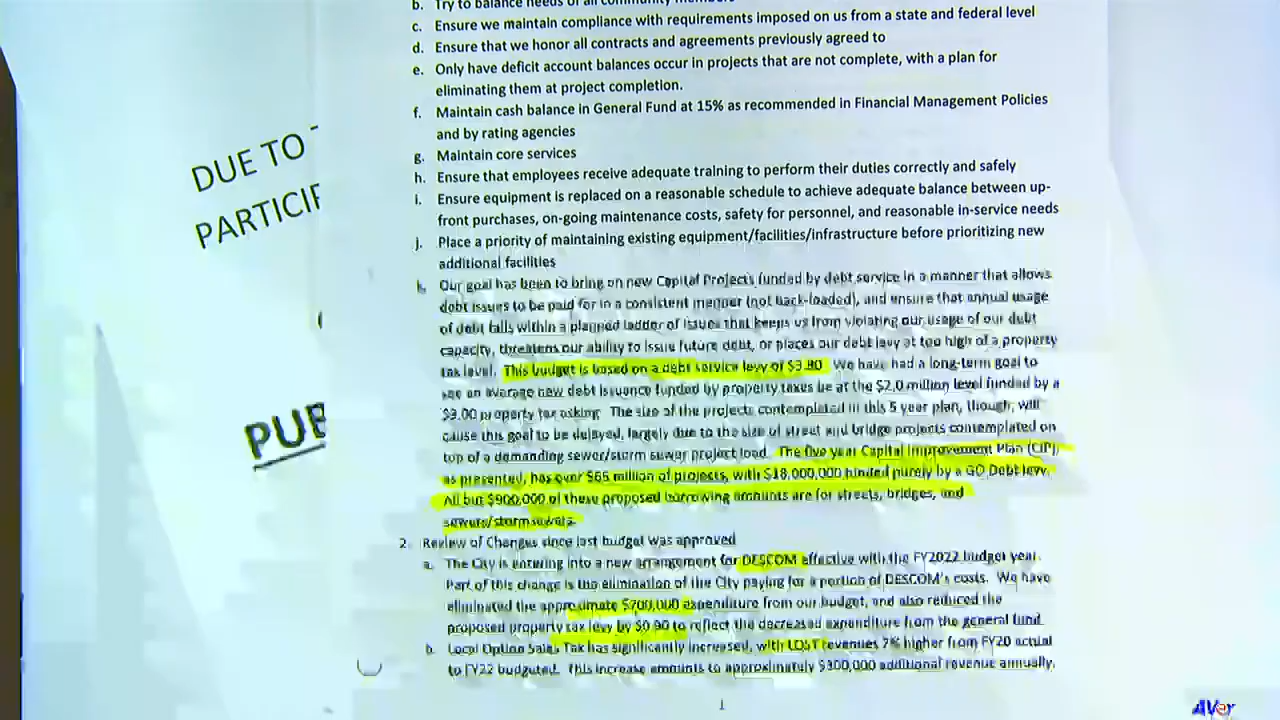 b. Try to balance needs of all community members
c. Ensure we maintain compliance with requirements imposed on us from a state and federal level
d. Ensure that we honor all contracts and agreements previously agreed to
e. Only have deficit account balances occur in projects that are not complete, with a plan for
eliminating them at project completion.
f. Maintain cash balance in General Fund at 15% as recommended in Financial Management Policies
and by rating agencies
g. Maintain core services
h. Ensure that employees receive adequate training to perform their duties correctly and safely
i. Ensure equipment is replaced on a reasonable schedule to achieve adequate balance between up-
front purchases, on-going maintenance costs, safety for personnel, and reasonable in-service needs
j. Place a priority of maintaining existing equipment/facilities/infrastructure before prioritizing new
additional facilities
k. Our goal has been to bring on new Capital Projects funded by debt service in a manner that allows
debt issues to be paid for in a consistent manner (not back-loaded), and ensure that annual usage
of debt falls within a planned ladder of issues that keeps us from violating our usage of our debt
capacity, threatens our ability to issue future debt, or places our debt levy at too high of a property
tax level. This budget is based on a debt service levy of We have had a long-term goal to
see an average new debt issuance funded by property taxes be at the $2.0 million level funded by a
$3.00 property tax asking. The size of the projects contemplated in this 5 year plan, though, will
cause this goal to be delayed, largely due to the size of street and bridge projects contemplated on
top of a demanding sewer/storm sewer project load. The five year Capital Improvement Plan (CIP),
as presented, has over $65 million of projects, with $18,000,000 funded purely by a GO Debt levy.
All but $900,000 of these proposed borrowing amounts are for streets, bridges, and
sewers/storm sewers.
2. Review of Changes since last budget was approved
a. The City is entering into a new arrangement for DESCOM effective with the FY2022 budget year.
Part of this change is the elimination of the City paying for a portion of DESCOM's costs. We have
eliminated the approximate $700,000 expenditure from our budget, and also reduced the
proposed property tax levy by $0.90 to reflect the decreased expenditure from the general fund.
b. Local Option Sales Tax has significantly increased, with LOST revenues 7% higher from FY20 actual
to FY22 budgeted. This increase amounts to approximately $300,000 additional revenue annually.
1
DUE TO
PARTICIP
PUB
AVer